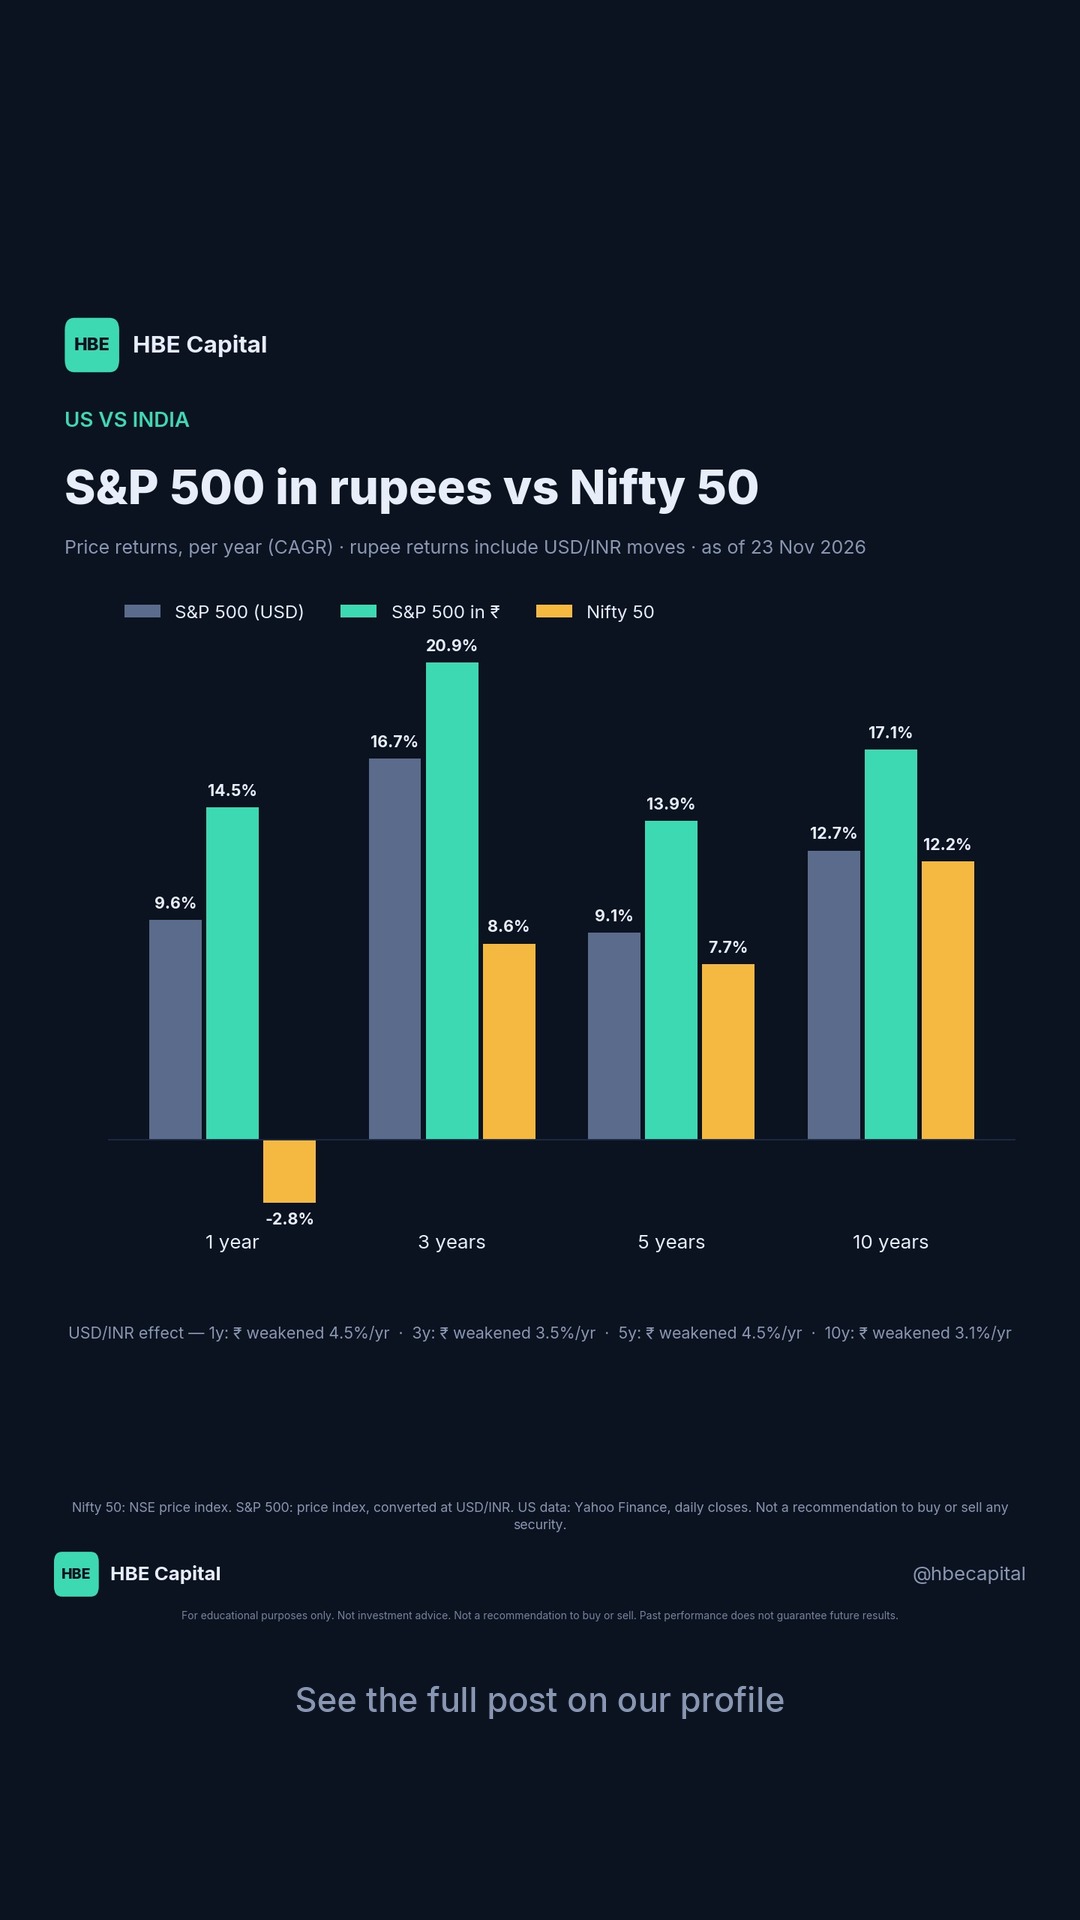 HBE HBE Capital
US VS INDIA
S&P 500 in rupees vs Nifty 50
Price returns, per year (CAGR) · rupee returns include USD/INR moves · as of 23 Nov 2026
S&P 500 (USD) S&P 500 in ₹ Nifty 50
20.9%
17.1%
16.7%
14.5%
13.9%
12.7%
12.2%
9.6%
9.1%
8.6%
7.7%
-2.8%
1 year 3 years 5 years 10 years
USD/INR effect — 1y: ₹ weakened 4.5%/yr · 3y: ₹ weakened 3.5%/yr · 5y: ₹ weakened 4.5%/yr · 10y: ₹ weakened 3.1%/yr
Nifty 50: NSE price index. S&P 500: price index, converted at USD/INR. US data: Yahoo Finance, daily closes. Not a recommendation to buy or sell any
security.
HBE HBE Capital @hbecapital
For educational purposes only. Not investment advice. Not a recommendation to buy or sell. Past performance does not guarantee future results.
See the full post on our profile